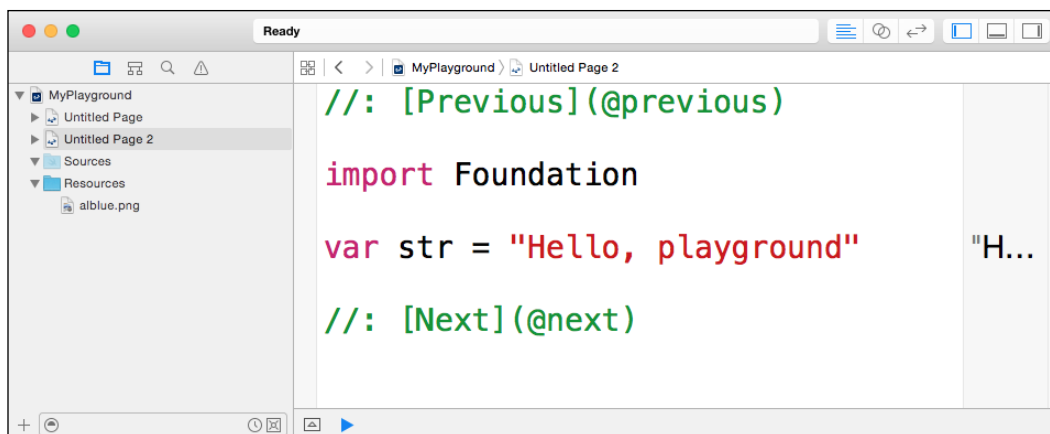 Ready
MyPlayground Untitled Page 2
MyPlayground
Untitled Page
Untitled Page 2
Sources
Resources
alblue.png
//: [Previous](@previous)
import Foundation
var str = "Hello, playground"
"H...
//: [Next](@next)